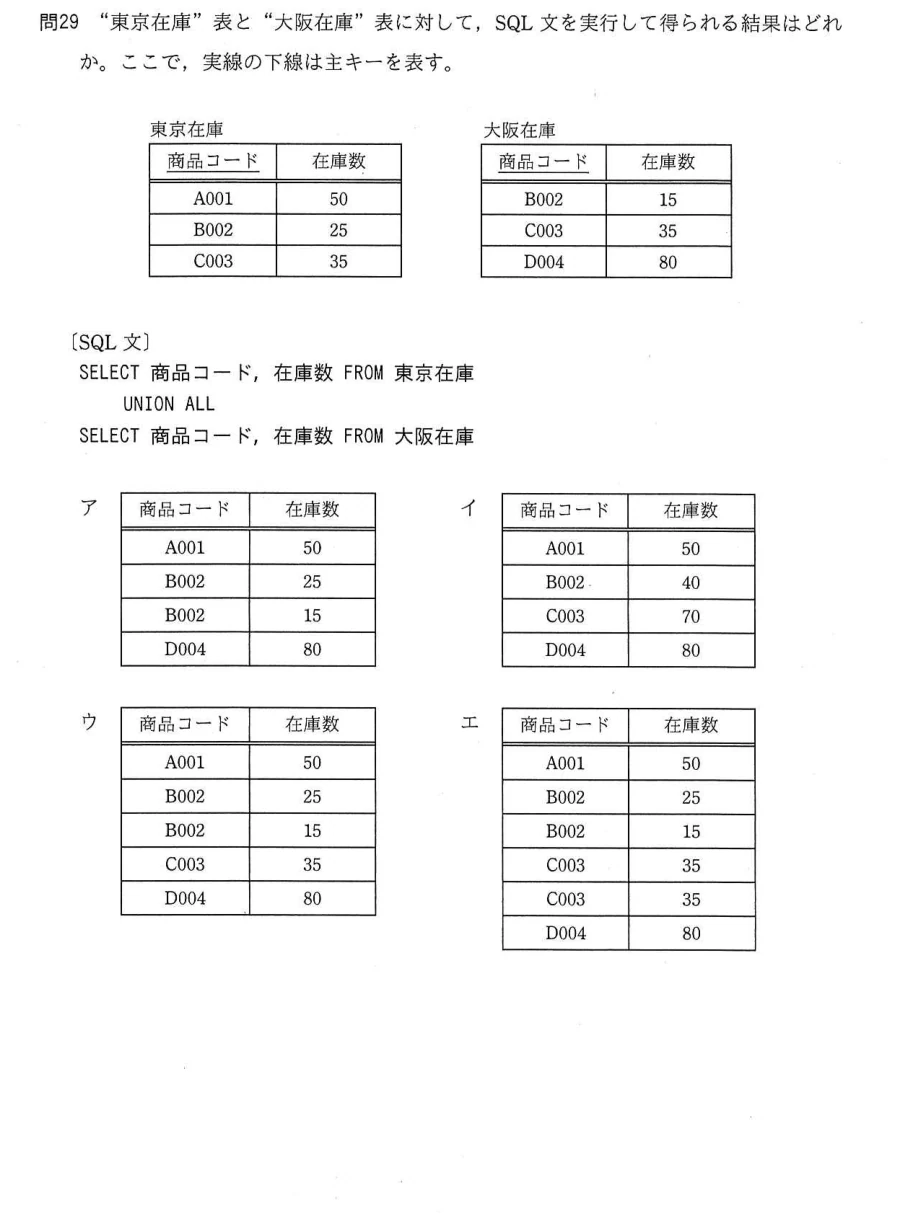 問29 “東京在庫”表と“大阪在庫”表に対して，SQL 文を実行して得られる結果はどれ
か。ここで，実線の下線は主キーを表す。
東京在庫
商品コード 在庫数
A001 50
B002 25
C003 35
大阪在庫
商品コード 在庫数
B002 15
C003 35
D004 80
〔SQL 文〕
SELECT 商品コード, 在庫数 FROM 東京在庫
UNION ALL
SELECT 商品コード, 在庫数 FROM 大阪在庫
ア
商品コード 在庫数
A001 50
B002 25
B002 15
D004 80
イ
商品コード 在庫数
A001 50
B002 40
C003 70
D004 80
ウ
商品コード 在庫数
A001 50
B002 25
B002 15
C003 35
D004 80
エ
商品コード 在庫数
A001 50
B002 25
B002 15
C003 35
C003 35
D004 80